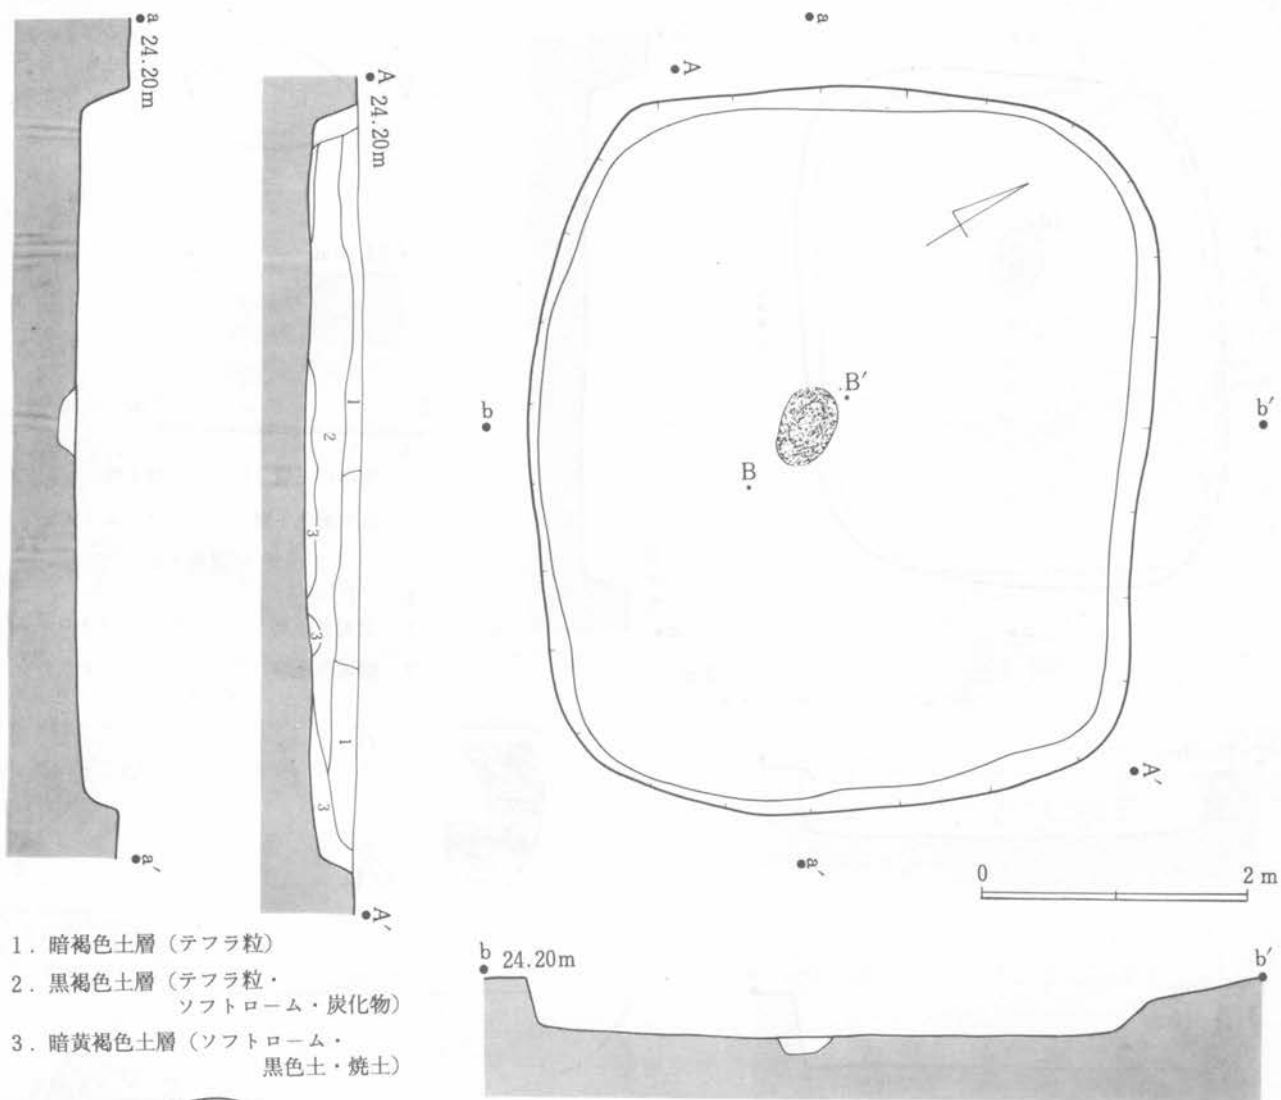 a
24.20m
a′
A
24.20m
1
2
3
3
1
3
A′
a
A
b
b′
B′
B
A′
a′
0 2 m
b 24.20m b′
1．暗褐色土層（テフラ粒）
2．黒褐色土層（テフラ粒・
ソフトローム・炭化物）
3．暗黄褐色土層（ソフトローム・
黒色土・焼土）